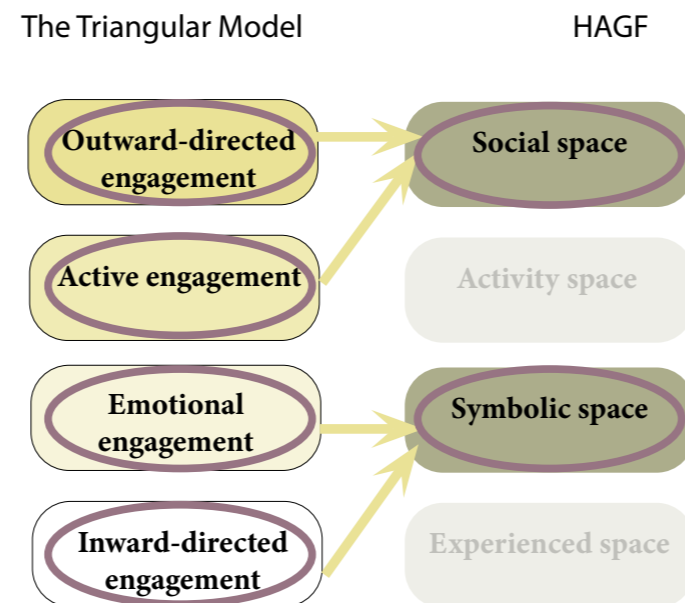 The Triangular Model
HAGF
Outward-directed
engagement
Social space
Active engagement
Activity space
Emotional
engagement
Symbolic space
Inward-directed
engagement
Experienced space